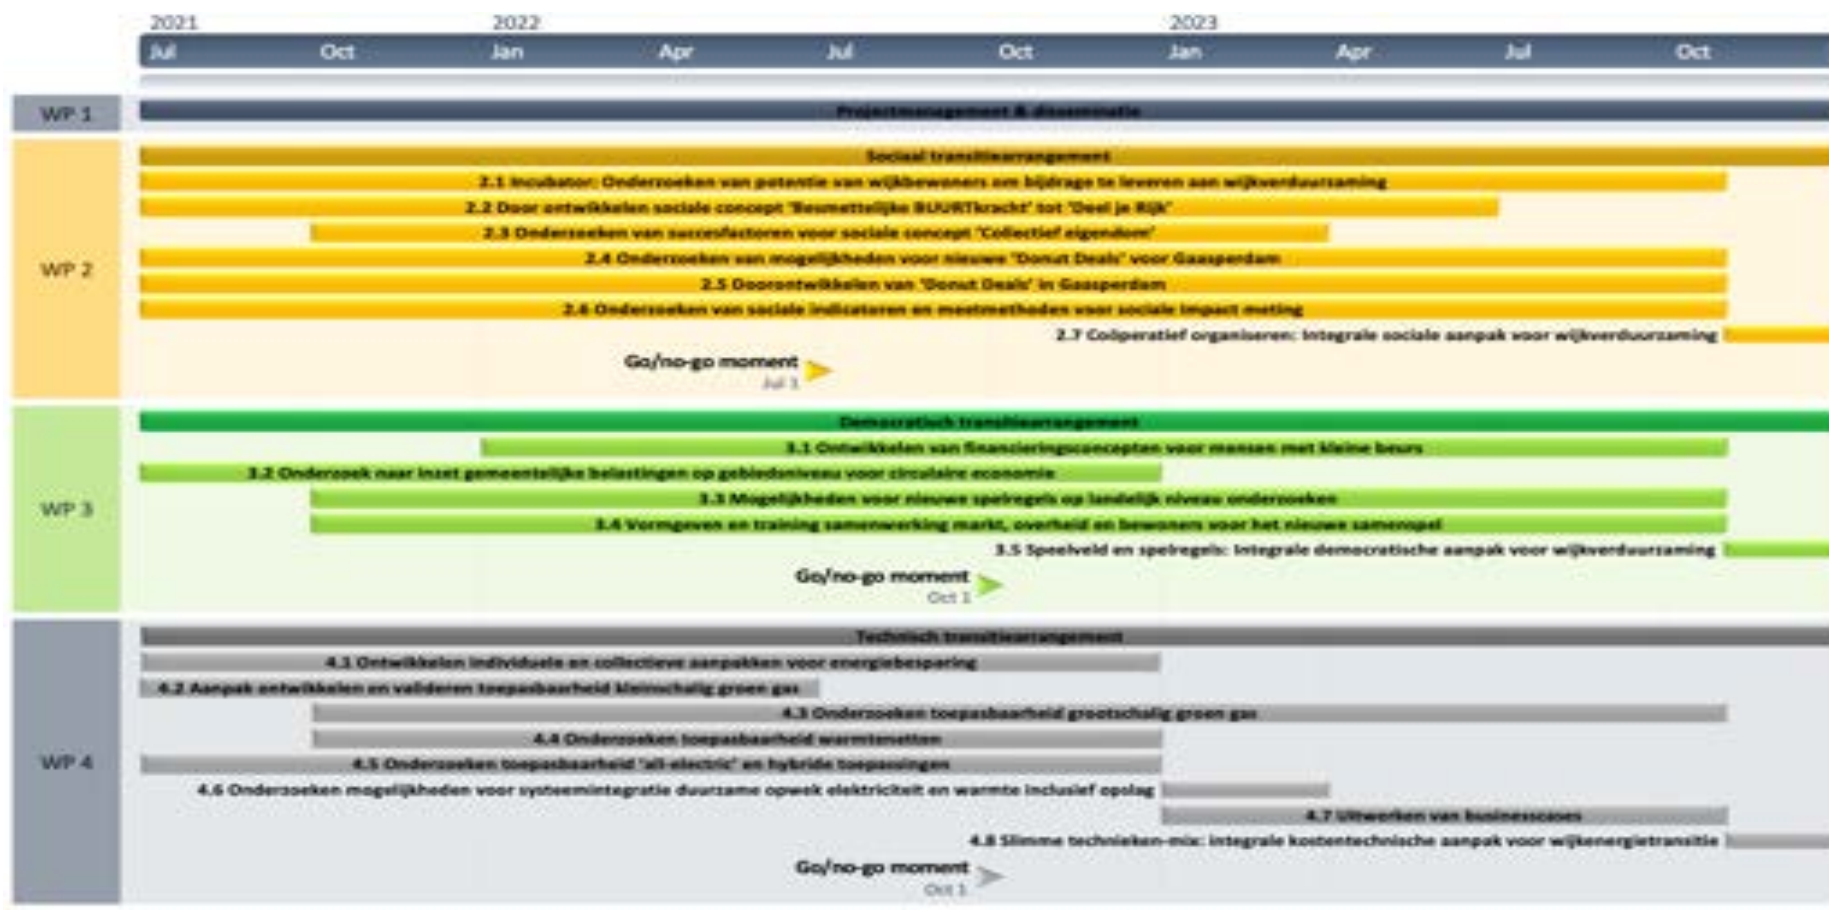 2021 2022 2023
Jul Oct Jan Apr Jul Oct Jan Apr Jul Oct
WP 1
Projectmanagement & disseminatie
WP 2
Sociaal transitiearrangement
2.1 Incubator: Onderzoeken van potentie van wijkbewoners om bijdrage te leveren aan wijkverduurzaming
2.2 Door ontwikkelen sociale concept 'Besmettelijke BUURTkracht' tot 'Deel je Rijk'
2.3 Onderzoeken van succesfactoren voor sociale concept 'Collectief eigendom'
2.4 Onderzoeken van mogelijkheden voor nieuwe 'Donut Deals' voor Gaasperdam
2.5 Doorontwikkelen van 'Donut Deals' in Gaasperdam
2.6 Onderzoeken van sociale indicatoren en meetmethoden voor sociale impact meting
2.7 Coöperatief organiseren: Integrale sociale aanpak voor wijkverduurzaming
Go/no-go moment
Jul 1
WP 3
Democratisch transitiearrangement
3.1 Ontwikkelen van financieringsconcepten voor mensen met kleine beurs
3.2 Onderzoek naar inzet gemeentelijke belastingen op gebiedsniveau voor circulaire economie
3.3 Mogelijkheden voor nieuwe spelregels op landelijk niveau onderzoeken
3.4 Vormgeven en training samenwerking markt, overheid en bewoners voor het nieuwe samenspel
3.5 Speelveld en spelregels: Integrale democratische aanpak voor wijkverduurzaming
Go/no-go moment
Oct 1
WP 4
Technisch transitiearrangement
4.1 Ontwikkelen individuele en collectieve aanpakken voor energiebesparing
4.2 Aanpak ontwikkelen en valideren toepasbaarheid kleinschalig groen gas
4.3 Onderzoeken toepasbaarheid grootschalig groen gas
4.4 Onderzoeken toepasbaarheid warmtenetten
4.5 Onderzoeken toepasbaarheid 'all-electric' en hybride toepassingen
4.6 Onderzoeken mogelijkheden voor systeemintegratie duurzame opwek elektriciteit en warmte inclusief opslag
4.7 Uitwerken van businesscases
4.8 Slimme technieken-mix: integrale kostentechnische aanpak voor wijkenergietransitie
Go/no-go moment
Oct 1